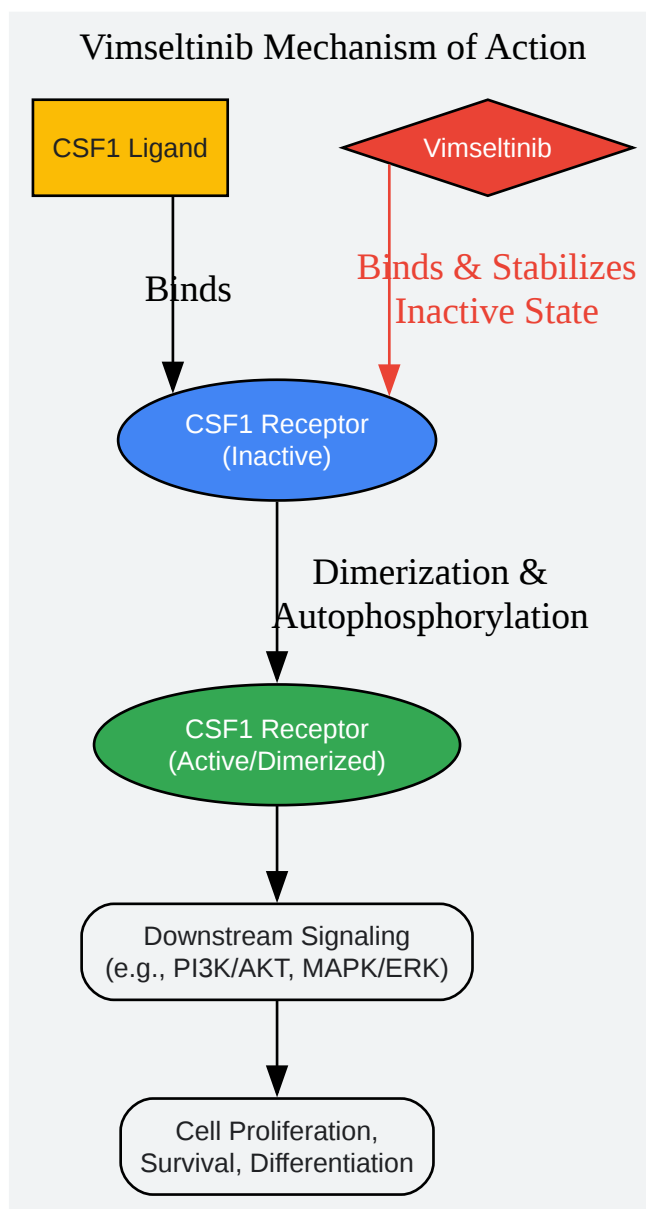 Vimseltinib Mechanism of Action
CSF1 Ligand
Vimseltinib
Binds
Binds & Stabilizes
Inactive State
CSF1 Receptor
(Inactive)
Dimerization &
Autophosphorylation
CSF1 Receptor
(Active/Dimerized)
Downstream Signaling
(e.g., PI3K/AKT, MAPK/ERK)
Cell Proliferation,
Survival, Differentiation